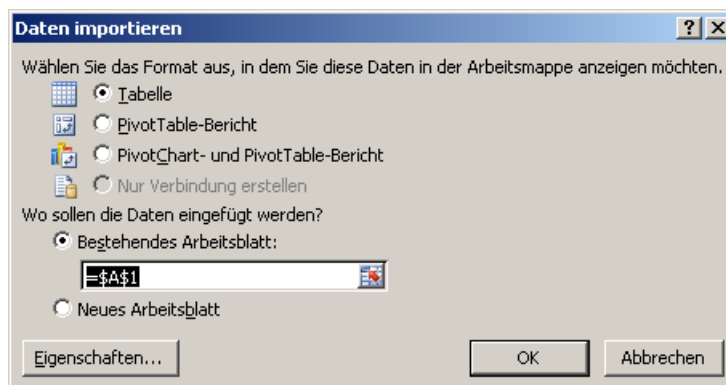 Daten importieren
Wählen Sie das Format aus, in dem Sie diese Daten in der Arbeitsmappe anzeigen möchten.
Tabelle
PivotTable-Bericht
PivotChart- und PivotTable-Bericht
Nur Verbindung erstellen
Wo sollen die Daten eingefügt werden?
Bestehendes Arbeitsblatt:
=$A$1
Neues Arbeitsblatt
Eigenschaften... OK Abbrechen